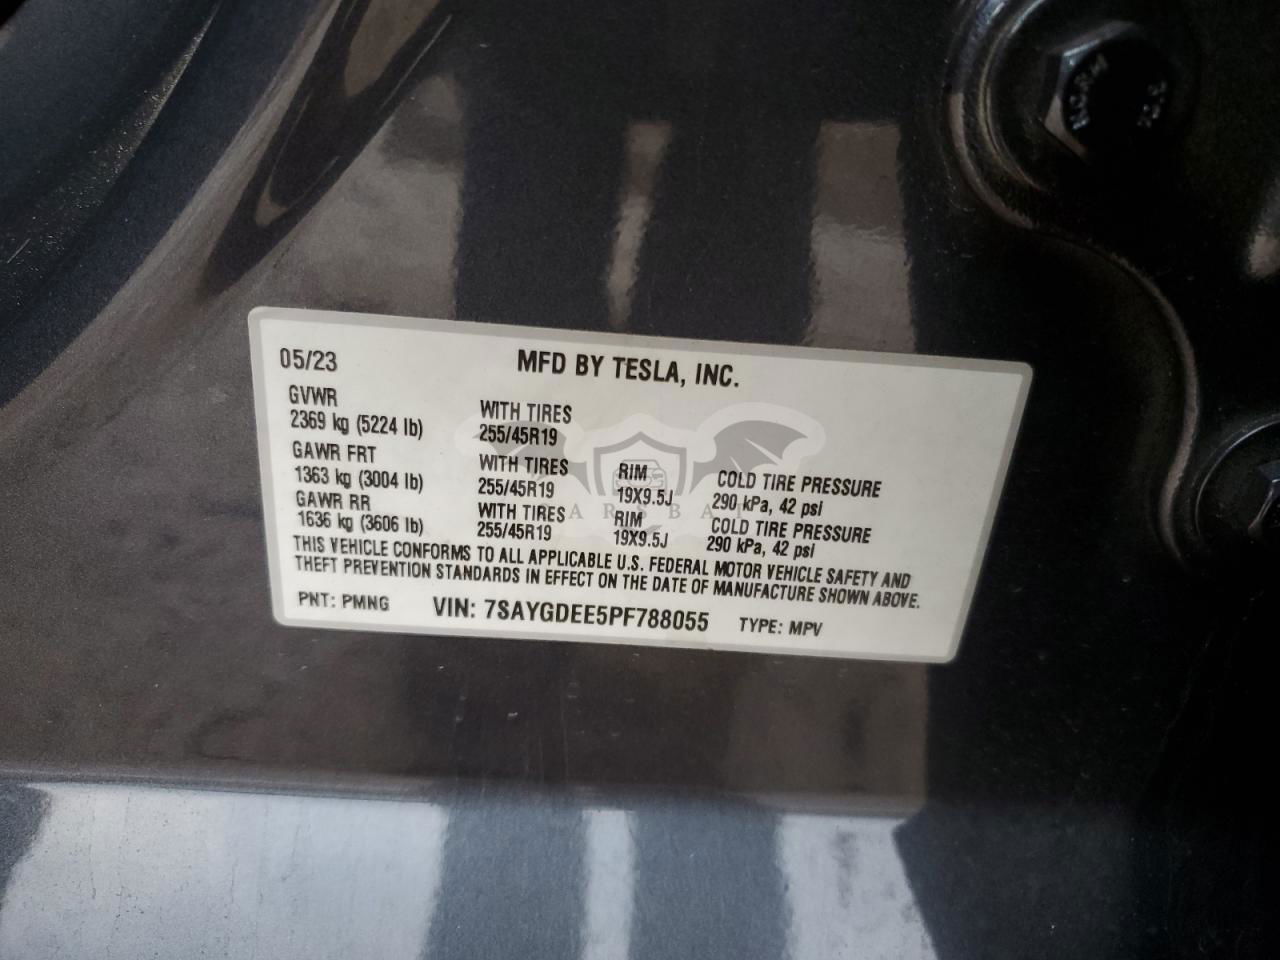 05/23 MFD BY TESLA, INC.
GVWR
2369 kg (5224 lb) WITH TIRES 255/45R19
GAWR FRT
1363 kg (3004 lb) WITH TIRES 255/45R19 RIM 19X9.5J COLD TIRE PRESSURE 290 kPa, 42 psi
GAWR RR
1636 kg (3606 lb) WITH TIRES 255/45R19 RIM 19X9.5J COLD TIRE PRESSURE 290 kPa, 42 psi
THIS VEHICLE CONFORMS TO ALL APPLICABLE U.S. FEDERAL MOTOR VEHICLE SAFETY AND
THEFT PREVENTION STANDARDS IN EFFECT ON THE DATE OF MANUFACTURE SHOWN ABOVE.
PNT: PMNG VIN: 7SAYGDEE5PF788055 TYPE: MPV